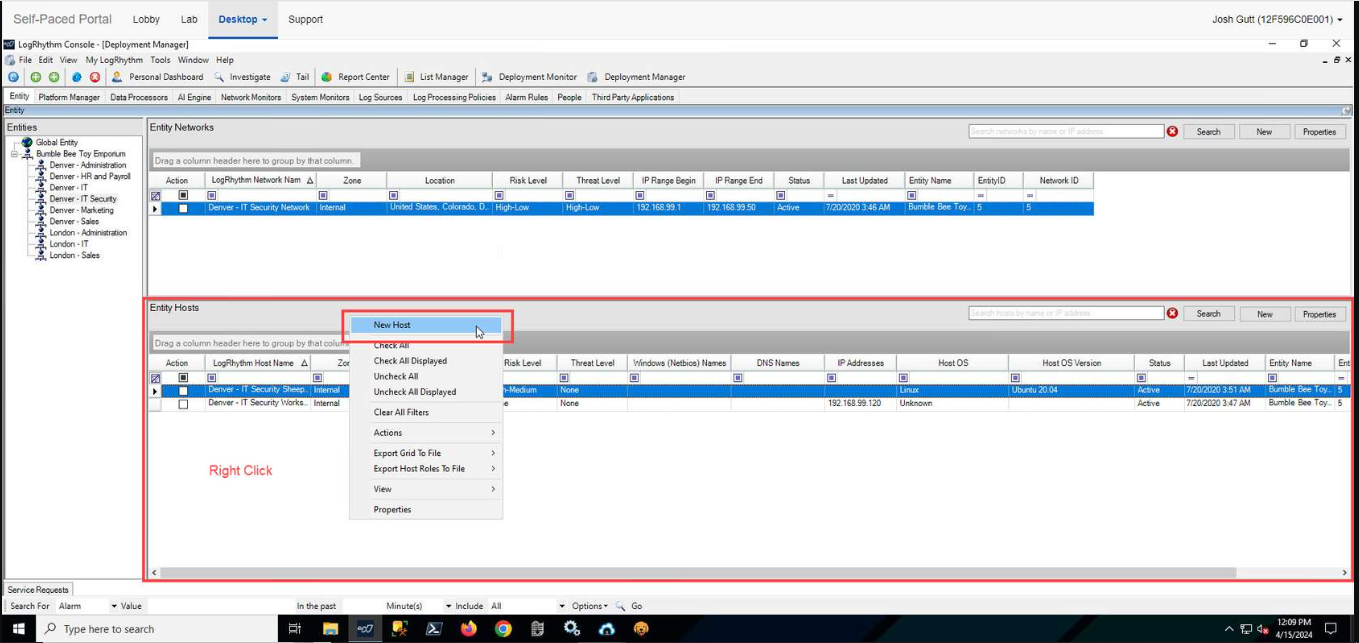 Self-Paced Portal Lobby Lab Desktop Support Josh Gutt (12F596C0E001)
LogRhythm Console - [Deployment Manager]
File Edit View My LogRhythm Tools Window Help
Personal Dashboard Investigate Tail Report Center List Manager Deployment Monitor Deployment Manager
Entity Platform Manager Data Processors AI Engine Network Monitors System Monitors Log Sources Log Processing Policies Alarm Rules People Third Party Applications
Entity
Entities
Global Entity
Bumble Bee Toy Emporium
Denver - Administration
Denver - HR and Payroll
Denver - IT
Denver - IT Security
Denver - Marketing
Denver - Sales
London - Administration
London - IT
London - Sales
Entity Networks
Search networks by name or IP address Search New Properties
Drag a column header here to group by that column.
Action LogRhythm Network Nam Zone Location Risk Level Threat Level IP Range Begin IP Range End Status Last Updated Entity Name EntityID Network ID
= = =
Denver - IT Security Network Internal United States, Colorado, D... High-Low High-Low 192.168.99.1 192.168.99.50 Active 7/20/2020 3:46 AM Bumble Bee Toy... 5 5
Entity Hosts
Search hosts by name or IP address Search New Properties
Drag a column header here to group by that colum
Action LogRhythm Host Name Zor Risk Level Threat Level Windows (Netbios) Names DNS Names IP Addresses Host OS Host OS Version Status Last Updated Entity Name Ent
= =
Denver - IT Security Sheep... Internal h-Medium None Linux Ubuntu 20.04 Active 7/20/2020 3:51 AM Bumble Bee Toy... 5
Denver - IT Security Works... Internal e None 192.168.99.120 Unknown Active 7/20/2020 3:47 AM Bumble Bee Toy... 5
New Host
Check All
Check All Displayed
Uncheck All
Uncheck All Displayed
Clear All Filters
Actions
Export Grid To File
Export Host Roles To File
View
Properties
Right Click
Service Requests
Search For Alarm Value In the past Minute(s) Include All Options Go
Type here to search
12:09 PM
4/15/2024